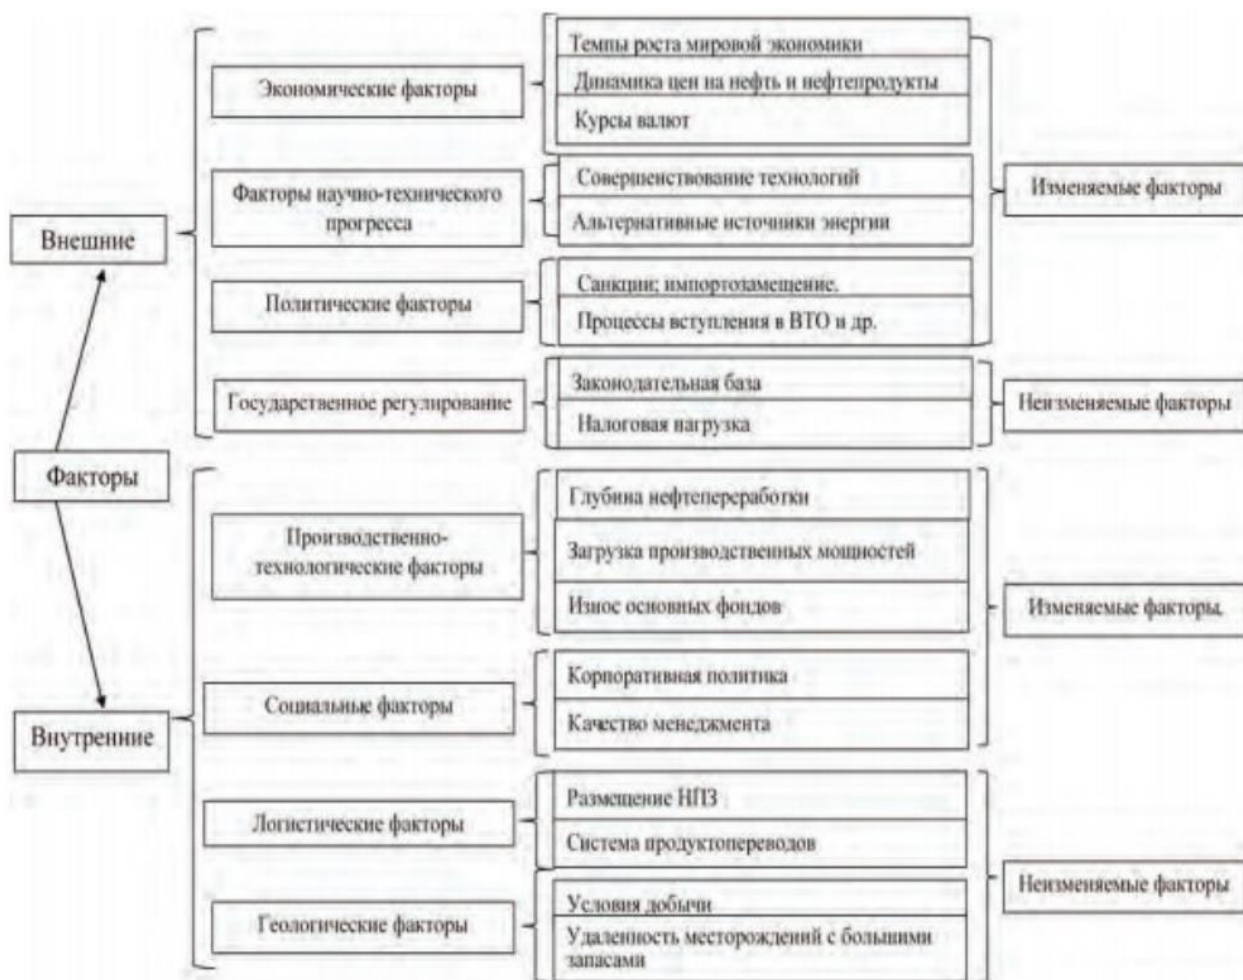 Темпы роста мировой экономики
Экономические факторы
Динамика цен на нефть и нефтепродукты
Курсы валют
Факторы научно-технического
прогресса
Совершенствование технологий
Альтернативные источники энергии
Изменяемые факторы
Внешние
Политические факторы
Санкции; импортозамещение.
Процессы вступления в ВТО и др.
Государственное регулирование
Законодательная база
Налоговая нагрузка
Неизменяемые факторы
Факторы
Производственно-
технологические факторы
Глубина нефтепереработки
Загрузка производственных мощностей
Износ основных фондов
Изменяемые факторы.
Социальные факторы
Корпоративная политика
Качество менеджмента
Внутренние
Логистические факторы
Размещение НПЗ
Система продуктопереводов
Неизменяемые факторы
Геологические факторы
Условия добычи
Удаленность месторождений с большими
запасами